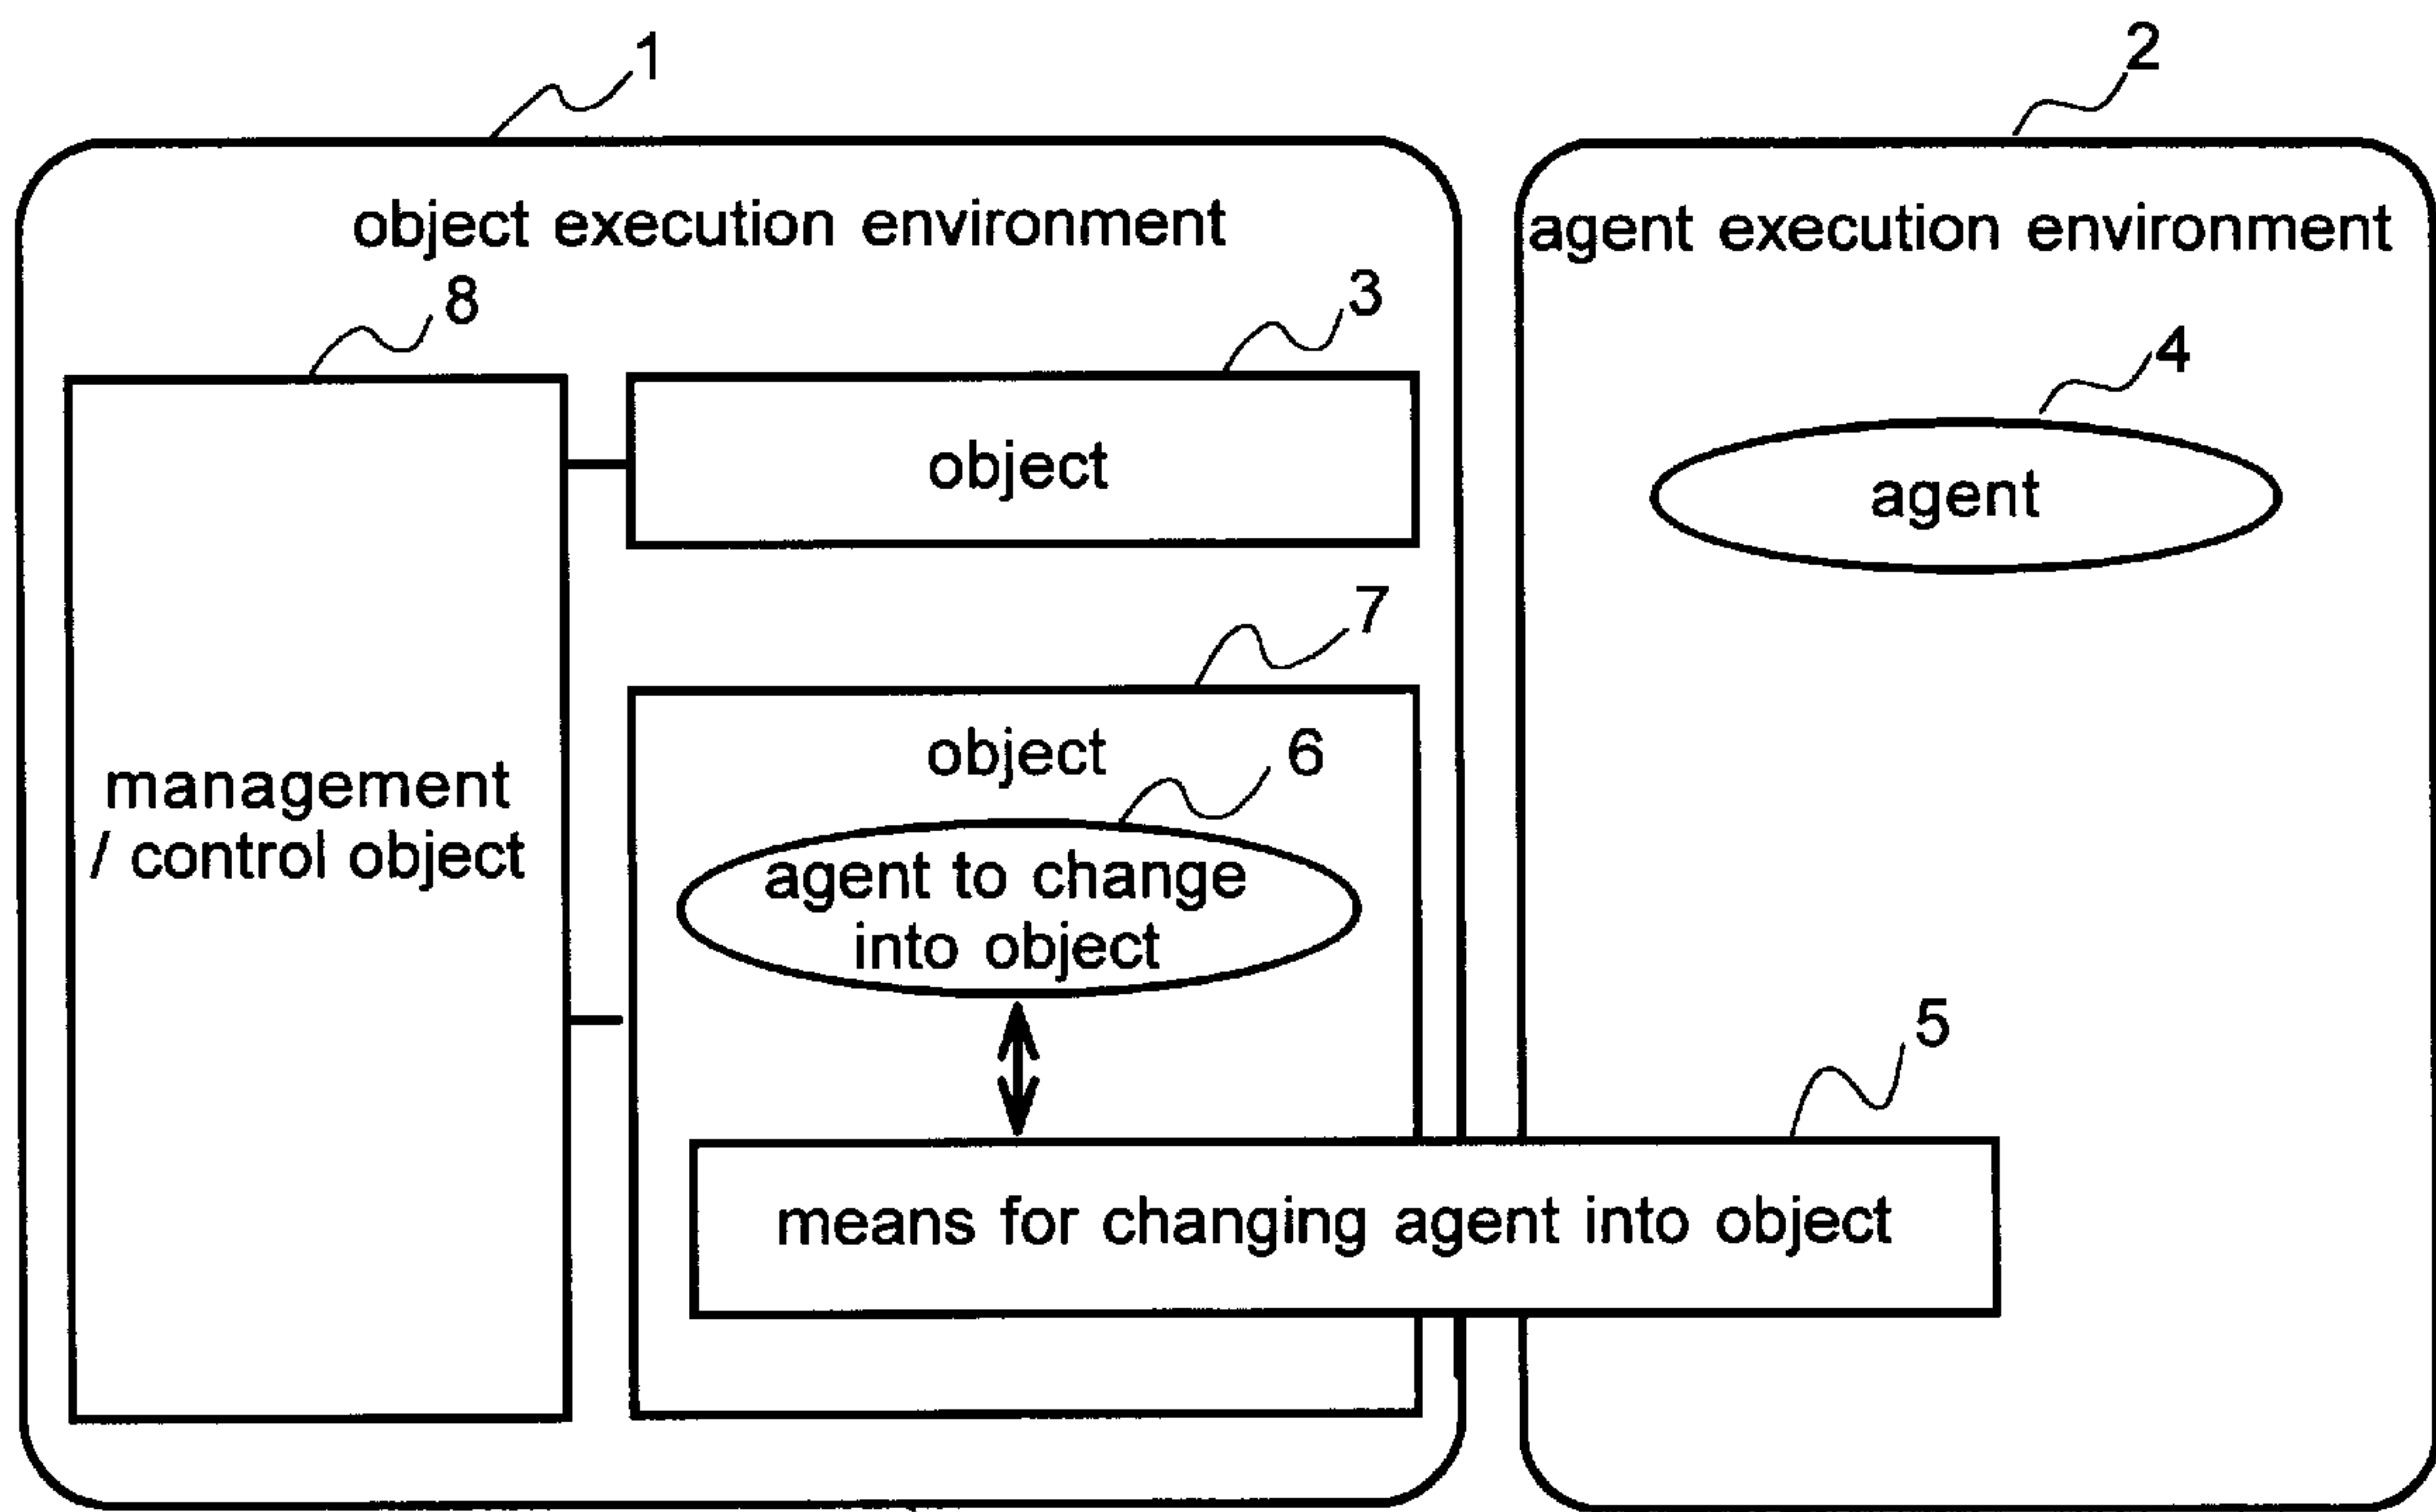 1
2
object execution environment
agent execution environment
8
3
4
object
agent
7
object
6
management
/ control object
agent to change
into object
5
means for changing agent into object